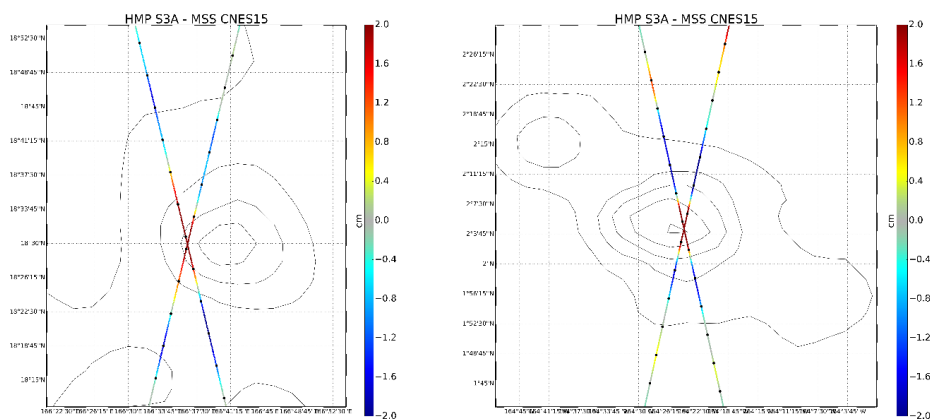 HMP S3A - MSS CNES15
18°52'30"N
18°48'45"N
18°45'N
18°41'15"N
18°37'30"N
18°33'45"N
18°30'N
18°26'15"N
18°22'30"N
18°18'45"N
18°15'N
2.0
1.6
1.2
0.8
0.4
0.0
−0.4
−0.8
−1.2
−1.6
−2.0
cm
HMP S3A - MSS CNES15
2°26'15"N
2°22'30"N
2°18'45"N
2°15'N
2°11'15"N
2°7'30"N
2°3'45"N
2°N
1°56'15"N
1°52'30"N
1°48'45"N
1°45'N
2.0
1.6
1.2
0.8
0.4
0.0
−0.4
−0.8
−1.2
−1.6
−2.0
cm